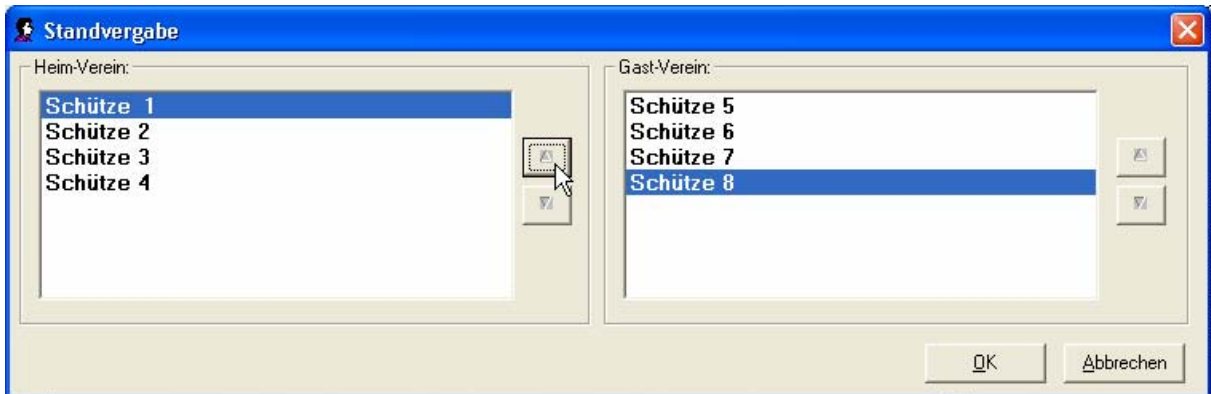 Standvergabe
Heim-Verein:
Schütze  1
Schütze 2
Schütze 3
Schütze 4
Gast-Verein:
Schütze 5
Schütze 6
Schütze 7
Schütze 8
OK
Abbrechen